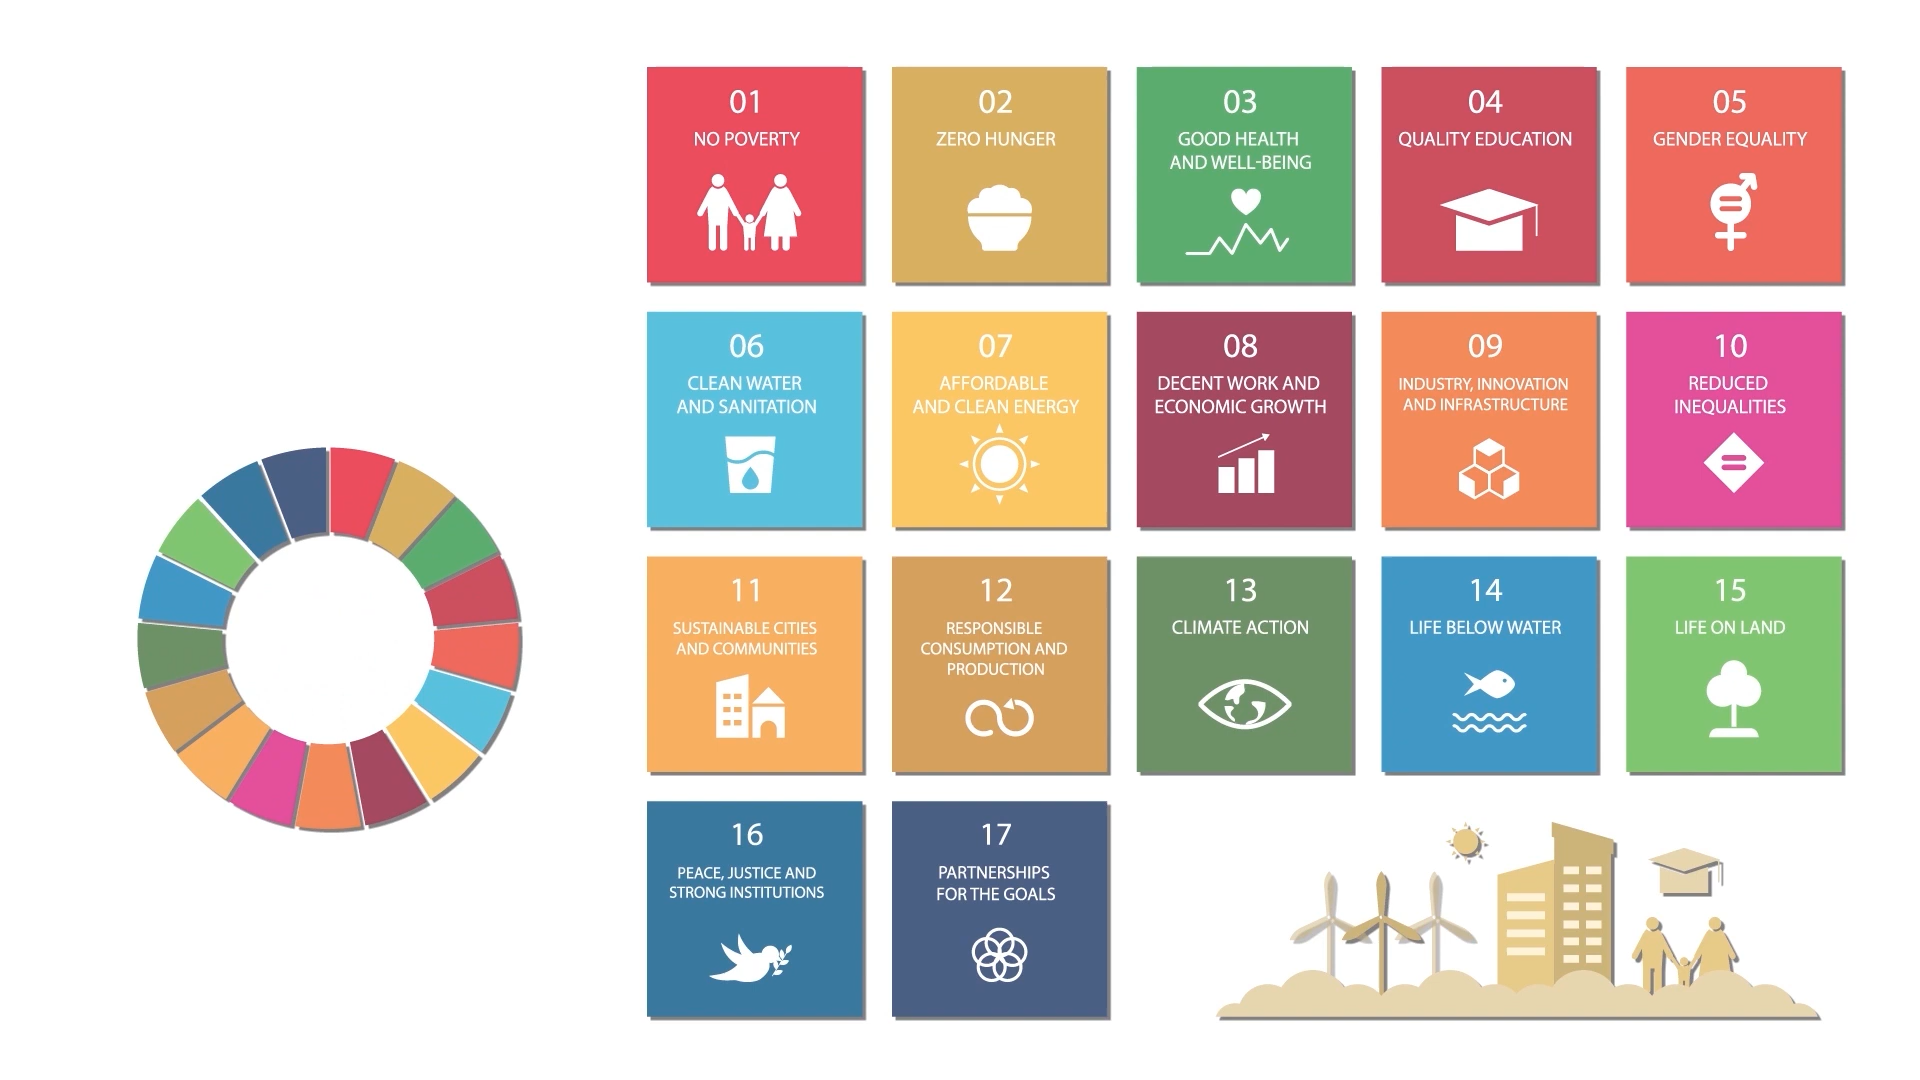 01
NO POVERTY
02
ZERO HUNGER
03
GOOD HEALTH
AND WELL-BEING
04
QUALITY EDUCATION
05
GENDER EQUALITY
06
CLEAN WATER
AND SANITATION
07
AFFORDABLE
AND CLEAN ENERGY
08
DECENT WORK AND
ECONOMIC GROWTH
09
INDUSTRY, INNOVATION
AND INFRASTRUCTURE
10
REDUCED
INEQUALITIES
11
SUSTAINABLE CITIES
AND COMMUNITIES
12
RESPONSIBLE
CONSUMPTION AND
PRODUCTION
13
CLIMATE ACTION
14
LIFE BELOW WATER
15
LIFE ON LAND
16
PEACE, JUSTICE AND
STRONG INSTITUTIONS
17
PARTNERSHIPS
FOR THE GOALS